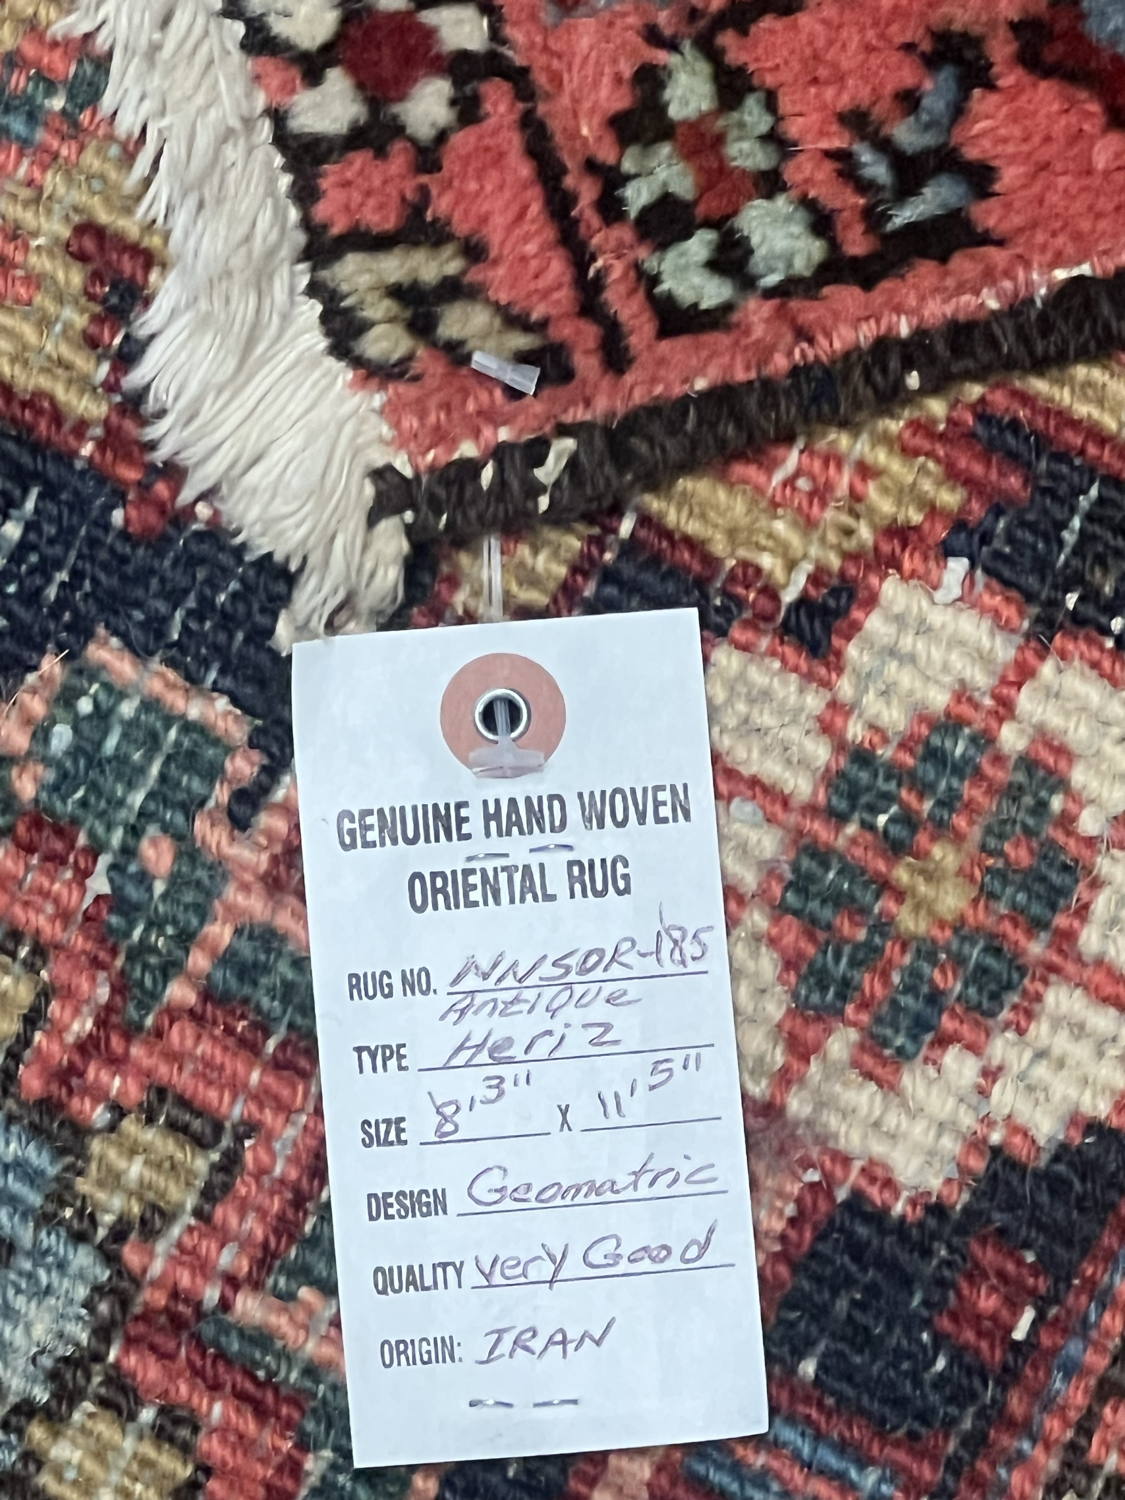 GENUINE HAND WOVEN
ORIENTAL RUG
RUG NO. NNSOR-185
Antique
TYPE Heriz
SIZE 8'3" X 11'5"
DESIGN Geomatric
QUALITY very Good
ORIGIN: IRAN